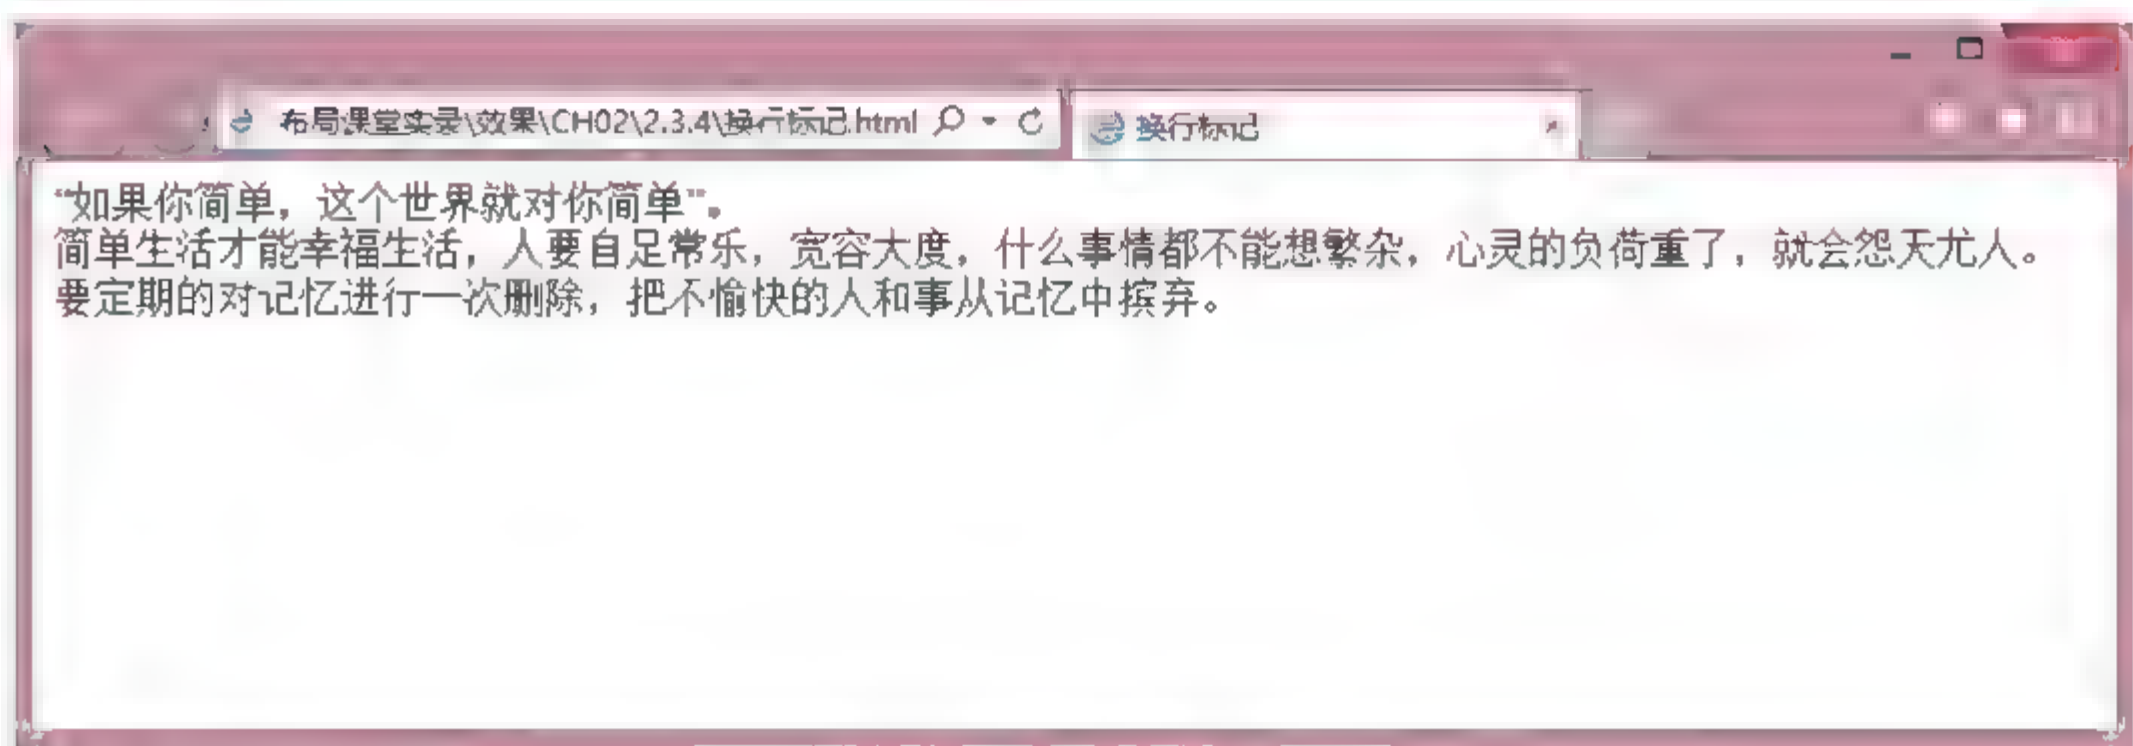 布局课堂实录\效果\CH02\2.3.4\换行标记.html
换行标记
“如果你简单，这个世界就对你简单”。
简单生活才能幸福生活，人要自足常乐，宽容大度，什么事情都不能想繁杂，心灵的负荷重了，就会怨天尤人。
要定期的对记忆进行一次删除，把不愉快的人和事从记忆中摈弃。